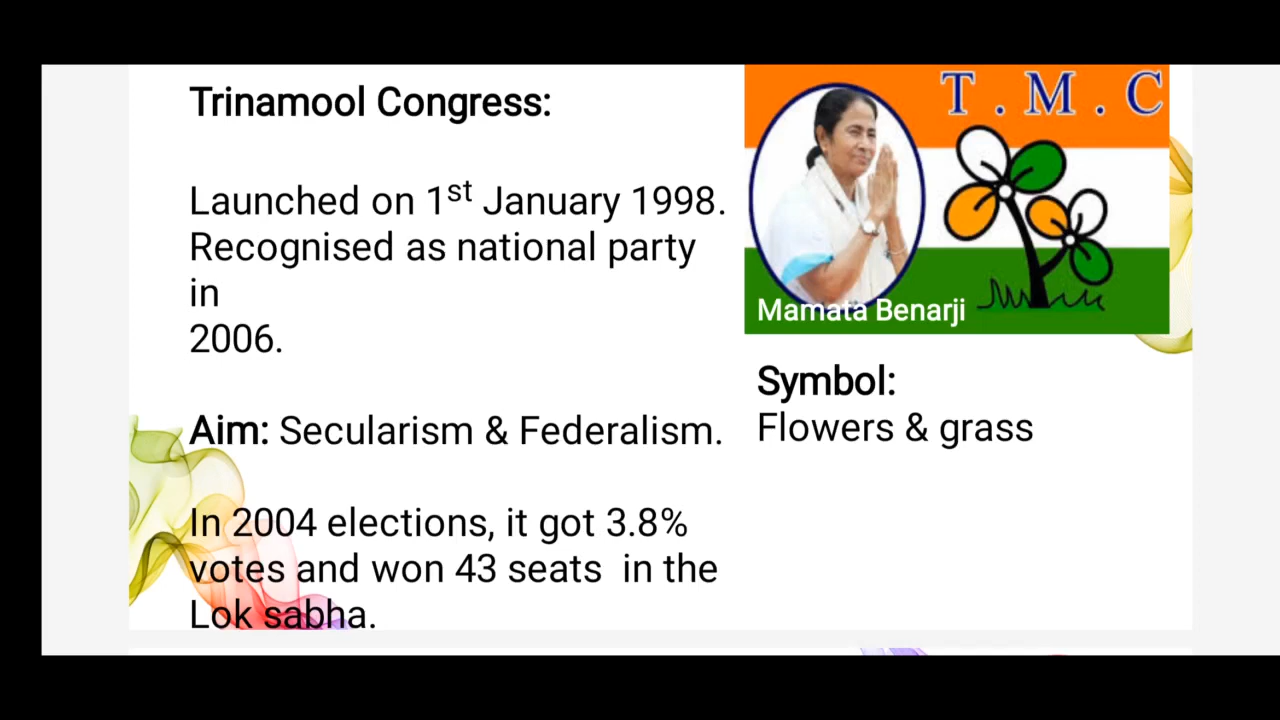 Trinamool Congress:
Launched on 1st January 1998.
Recognised as national party
in
2006.
Aim: Secularism & Federalism.
In 2004 elections, it got 3.8%
votes and won 43 seats  in the
Lok sabha.
T . M . C
Mamata Benarji
Symbol:
Flowers & grass